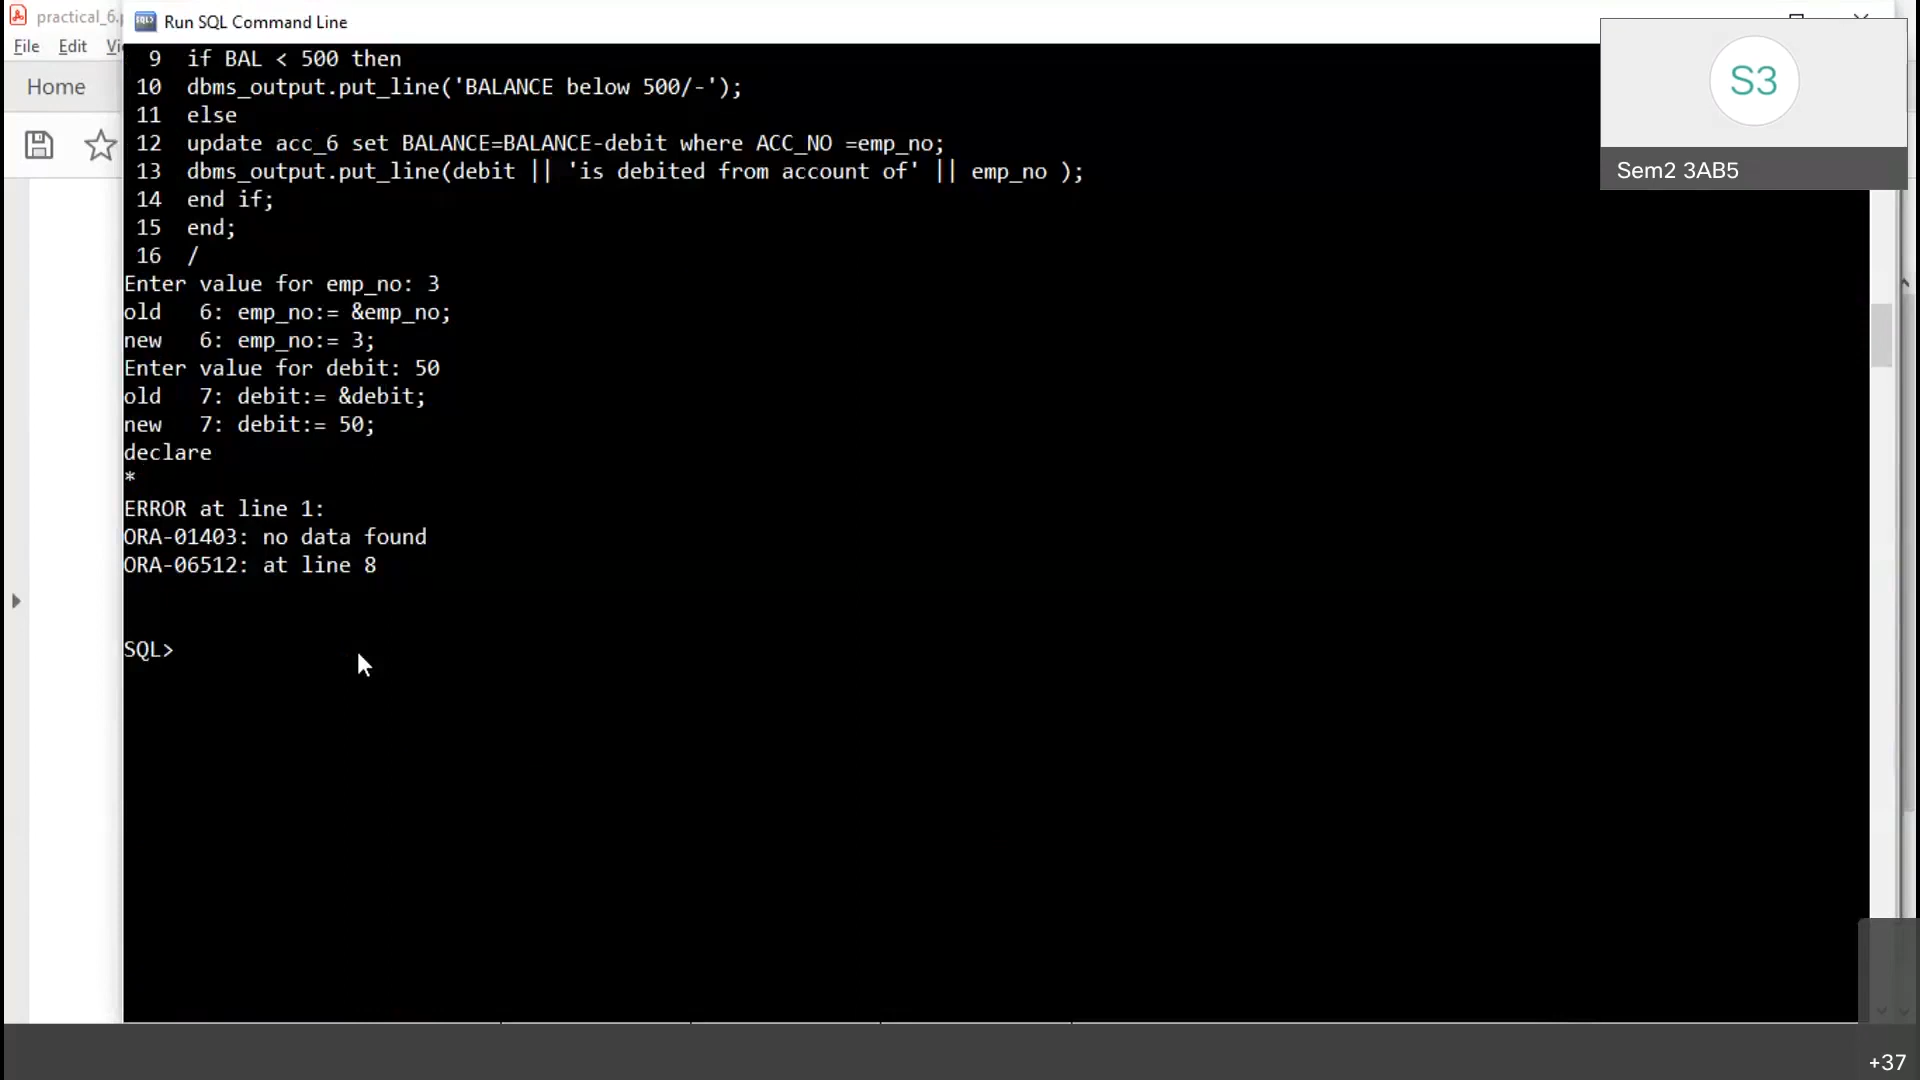 practical_6.p
Run SQL Command Line
File Edit Vi
Home
9 if BAL < 500 then
10 dbms_output.put_line('BALANCE below 500/-');
11 else
12 update acc_6 set BALANCE=BALANCE-debit where ACC_NO =emp_no;
13 dbms_output.put_line(debit || 'is debited from account of' || emp_no );
14 end if;
15 end;
16 /
Enter value for emp_no: 3
old 6: emp_no:= &emp_no;
new 6: emp_no:= 3;
Enter value for debit: 50
old 7: debit:= &debit;
new 7: debit:= 50;
declare
*
ERROR at line 1:
ORA-01403: no data found
ORA-06512: at line 8
SQL>
S3
Sem2 3AB5
+37